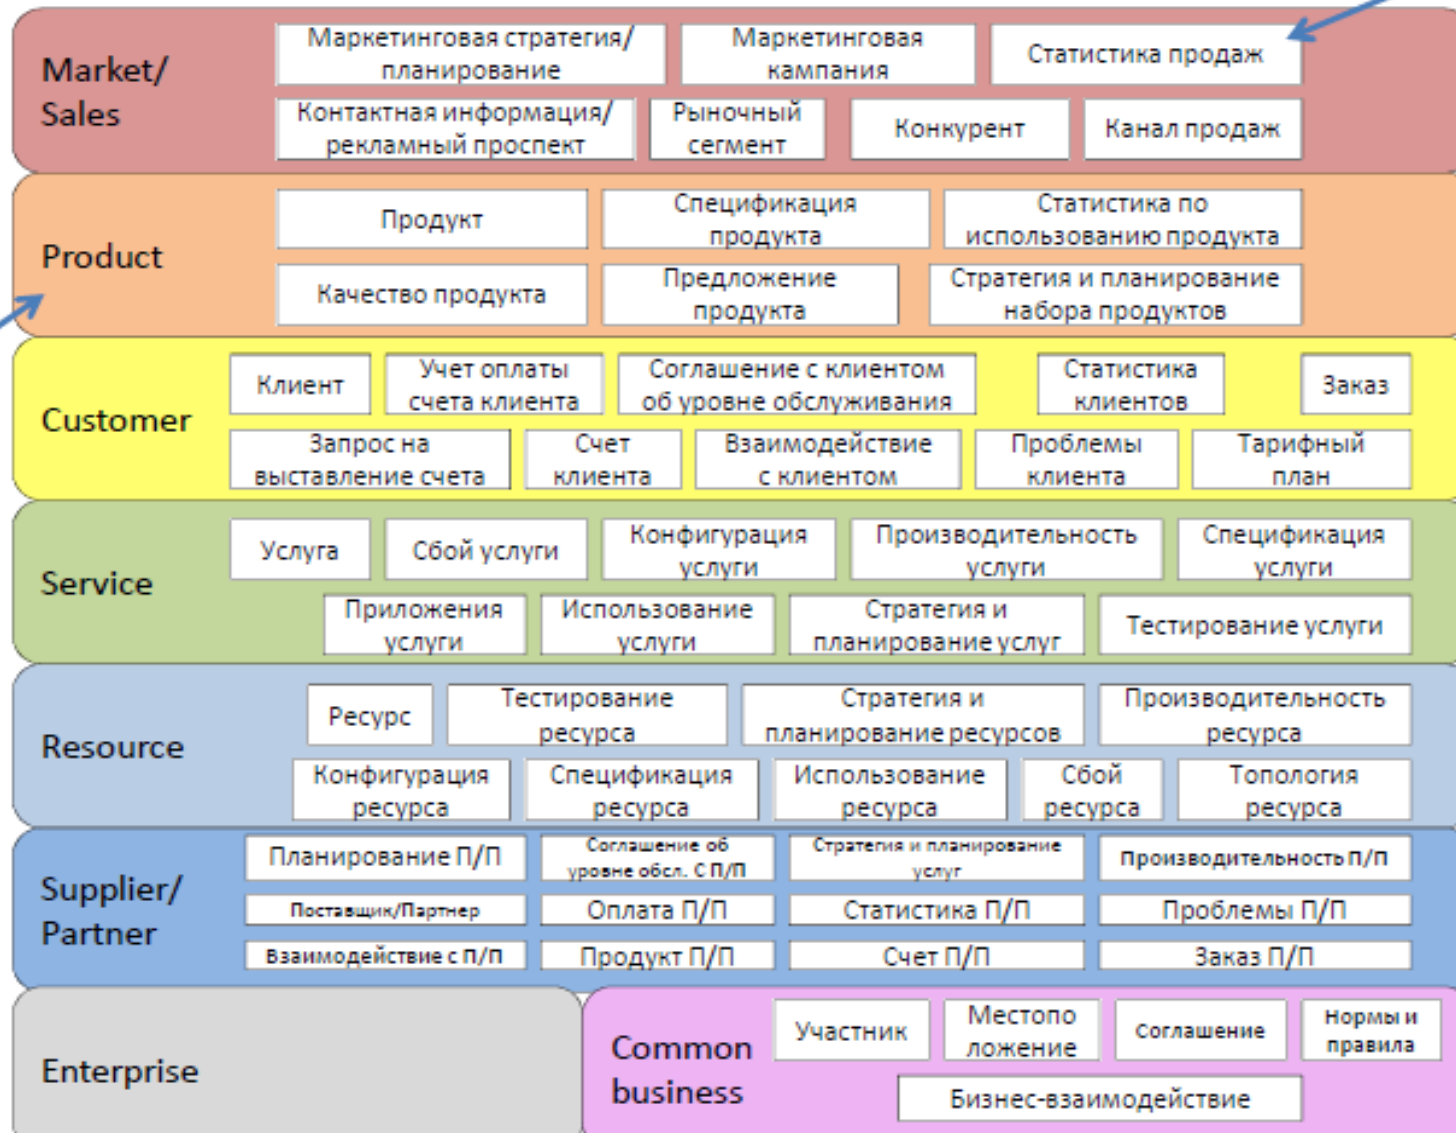 Market/
Sales
Маркетинговая стратегия/
планирование
Маркетинговая
кампания
Статистика продаж
Контактная информация/
рекламный проспект
Рыночный
сегмент
Конкурент
Канал продаж
Product
Продукт
Спецификация
продукта
Статистика по
использованию продукта
Качество продукта
Предложение
продукта
Стратегия и планирование
набора продуктов
Customer
Клиент
Учет оплаты
счета клиента
Соглашение с клиентом
об уровне обслуживания
Статистика
клиентов
Заказ
Запрос на
выставление счета
Счет
клиента
Взаимодействие
с клиентом
Проблемы
клиента
Тарифный
план
Service
Услуга
Сбой услуги
Конфигурация
услуги
Производительность
услуги
Спецификация
услуги
Приложения
услуги
Использование
услуги
Стратегия и
планирование услуг
Тестирование услуги
Resource
Ресурс
Тестирование
ресурса
Стратегия и
планирование ресурсов
Производительность
ресурса
Конфигурация
ресурса
Спецификация
ресурса
Использование
ресурса
Сбой
ресурса
Топология
ресурса
Supplier/
Partner
Планирование П/П
Соглашение об
уровне обсл. С П/П
Стратегия и планирование
услуг
Производительность П/П
Поставщик/Партнер
Оплата П/П
Статистика П/П
Проблемы П/П
Взаимодействие с П/П
Продукт П/П
Счет П/П
Заказ П/П
Enterprise
Common
business
Участник
Местопо
ложение
Соглашение
Нормы и
правила
Бизнес-взаимодействие